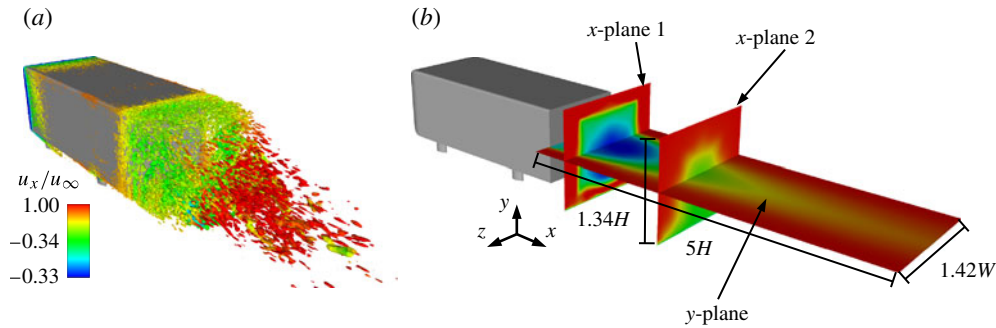 (a)
u_x/u_∞
1.00
–0.34
–0.33
(b)
x-plane 1
x-plane 2
y
z
x
1.34H
5H
1.42W
y-plane